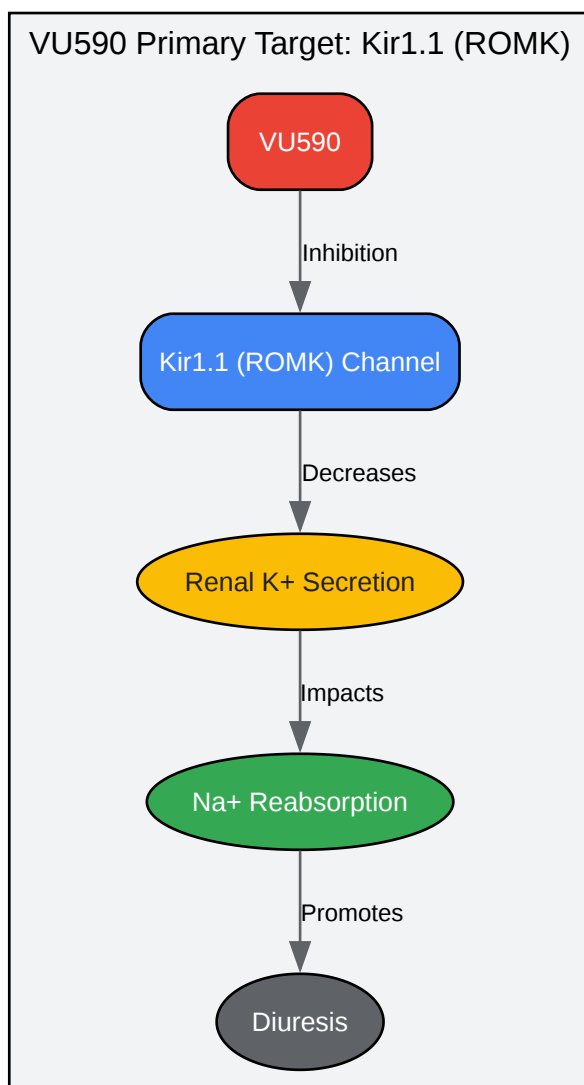 VU590 Primary Target: Kir1.1 (ROMK)
VU590
Inhibition
Kir1.1 (ROMK) Channel
Decreases
Renal K+ Secretion
Impacts
Na+ Reabsorption
Promotes
Diuresis